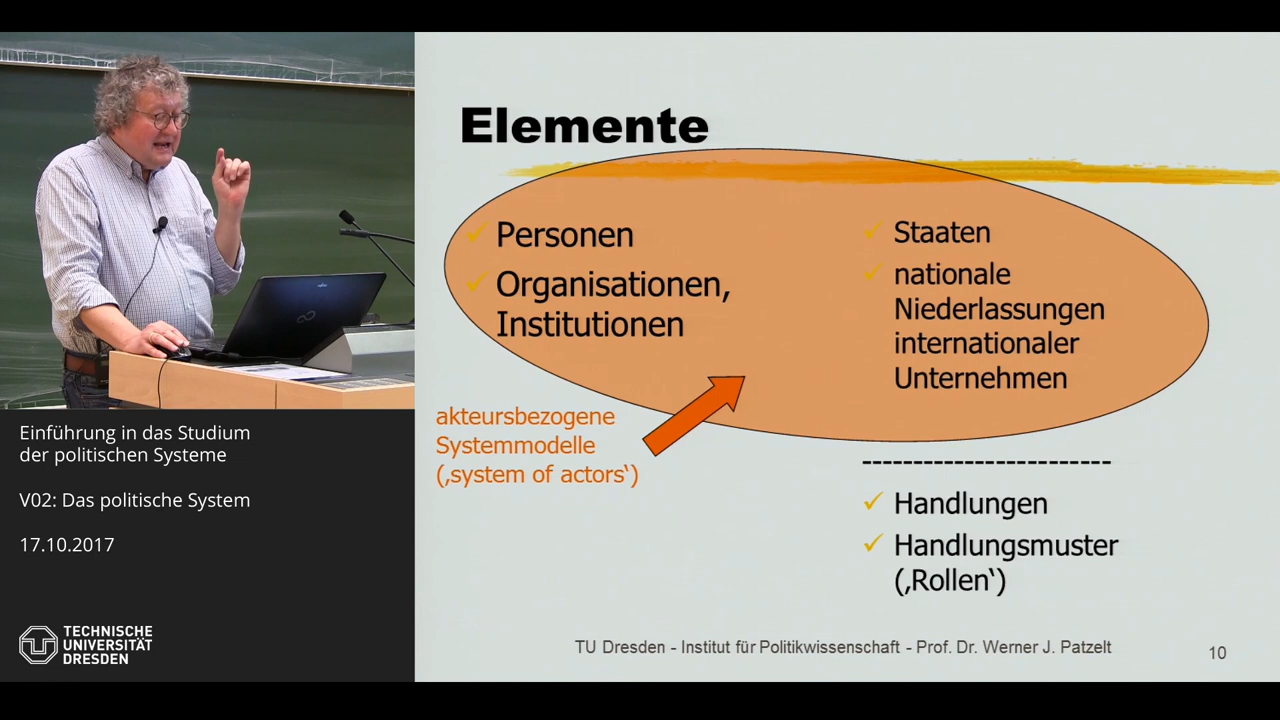 Elemente
Personen
Organisationen,
Institutionen
Staaten
nationale
Niederlassungen
internationaler
Unternehmen
akteursbezogene
Systemmodelle
(‚system of actors‘)
------------------------
Handlungen
Handlungsmuster
(‚Rollen‘)
TU Dresden - Institut für Politikwissenschaft - Prof. Dr. Werner J. Patzelt
10
Einführung in das Studium
der politischen Systeme
V02: Das politische System
17.10.2017
TECHNISCHE
UNIVERSITÄT
DRESDEN